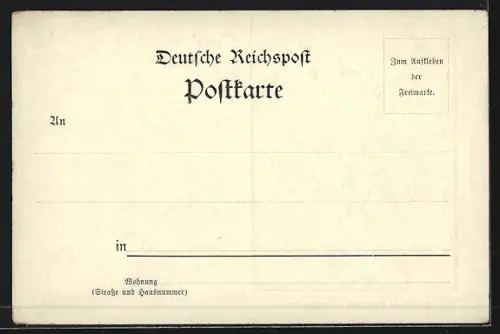 Deutsche Reichspost
Postkarte
Zum Aufkleben
der
Freimarke.
An
in
Wohnung
(Straße und Hausnummer)